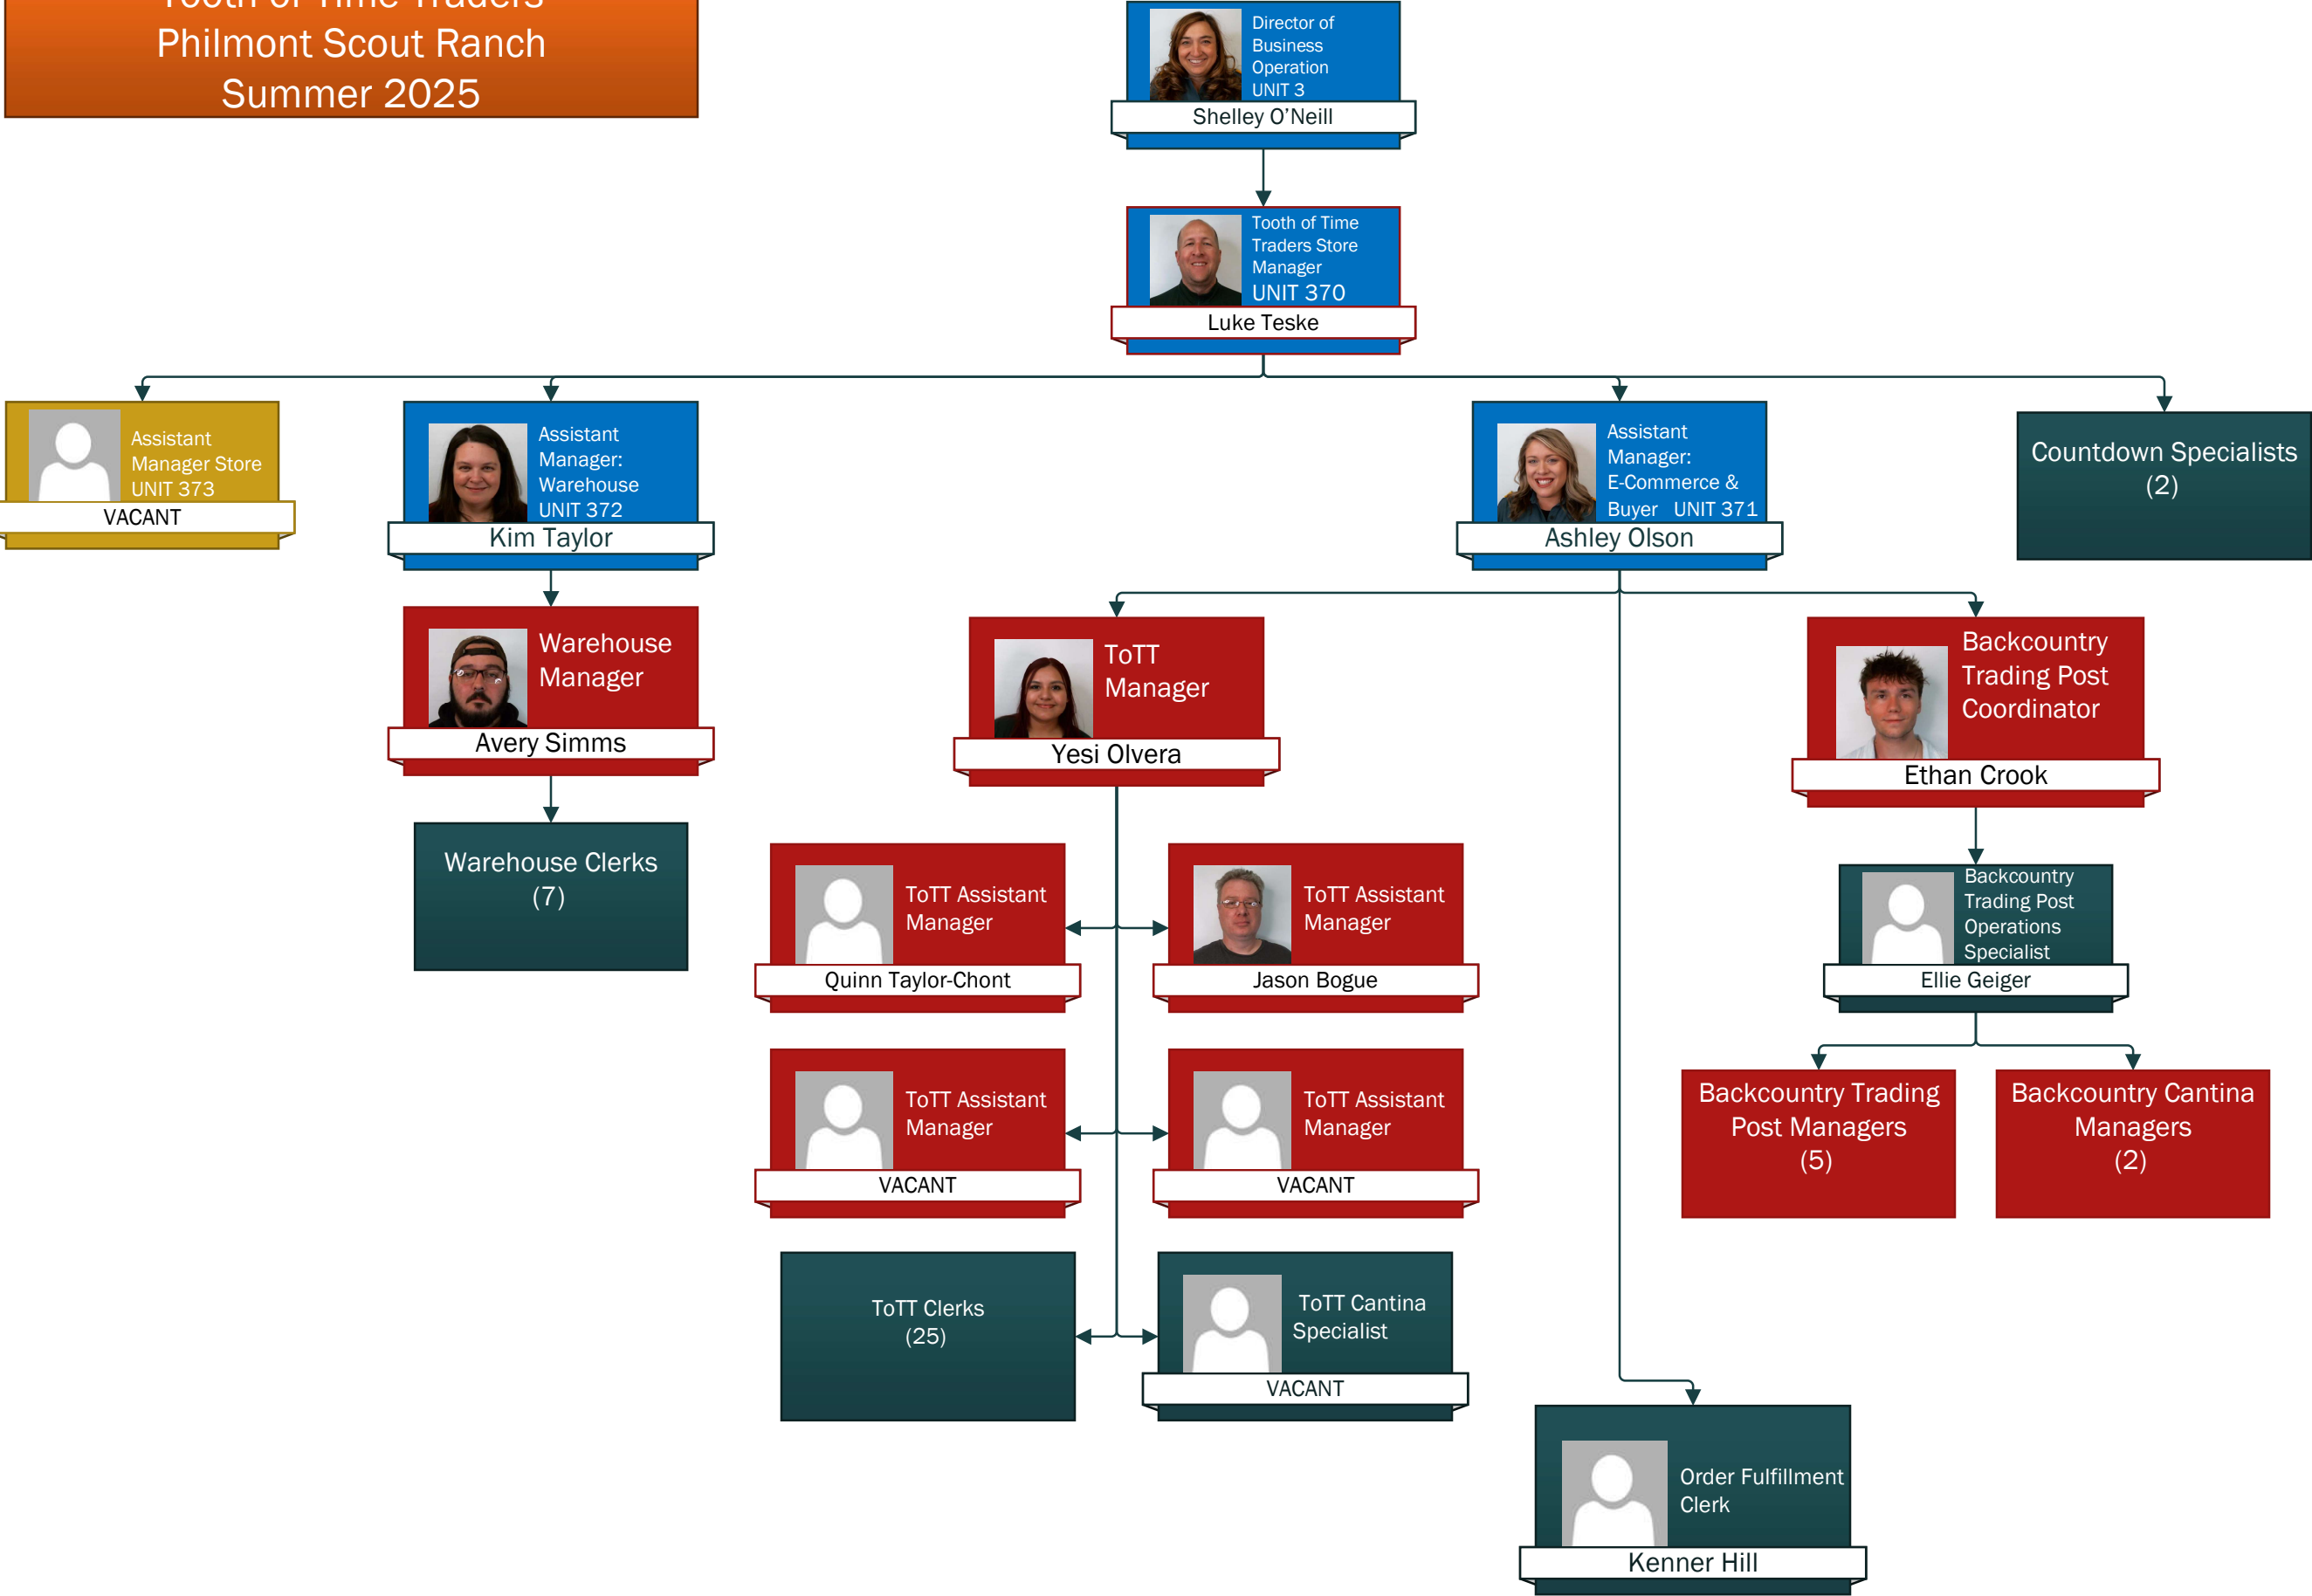 Tooth of Time Traders
Philmont Scout Ranch
Summer 2025
Director of
Business
Operation
UNIT 3
Shelley O'Neill
Tooth of Time
Traders Store
Manager
UNIT 370
Luke Teske
Assistant
Manager Store
UNIT 373
VACANT
Assistant
Manager:
Warehouse
UNIT 372
Kim Taylor
Assistant
Manager:
E-Commerce &
Buyer UNIT 371
Ashley Olson
Countdown Specialists
(2)
Warehouse
Manager
Avery Simms
ToTT
Manager
Yesi Olvera
Backcountry
Trading Post
Coordinator
Ethan Crook
Warehouse Clerks
(7)
ToTT Assistant
Manager
Quinn Taylor-Chont
ToTT Assistant
Manager
Jason Bogue
Backcountry
Trading Post
Operations
Specialist
Ellie Geiger
ToTT Assistant
Manager
VACANT
ToTT Assistant
Manager
VACANT
Backcountry Trading
Post Managers
(5)
Backcountry Cantina
Managers
(2)
ToTT Clerks
(25)
ToTT Cantina
Specialist
VACANT
Order Fulfillment
Clerk
Kenner Hill